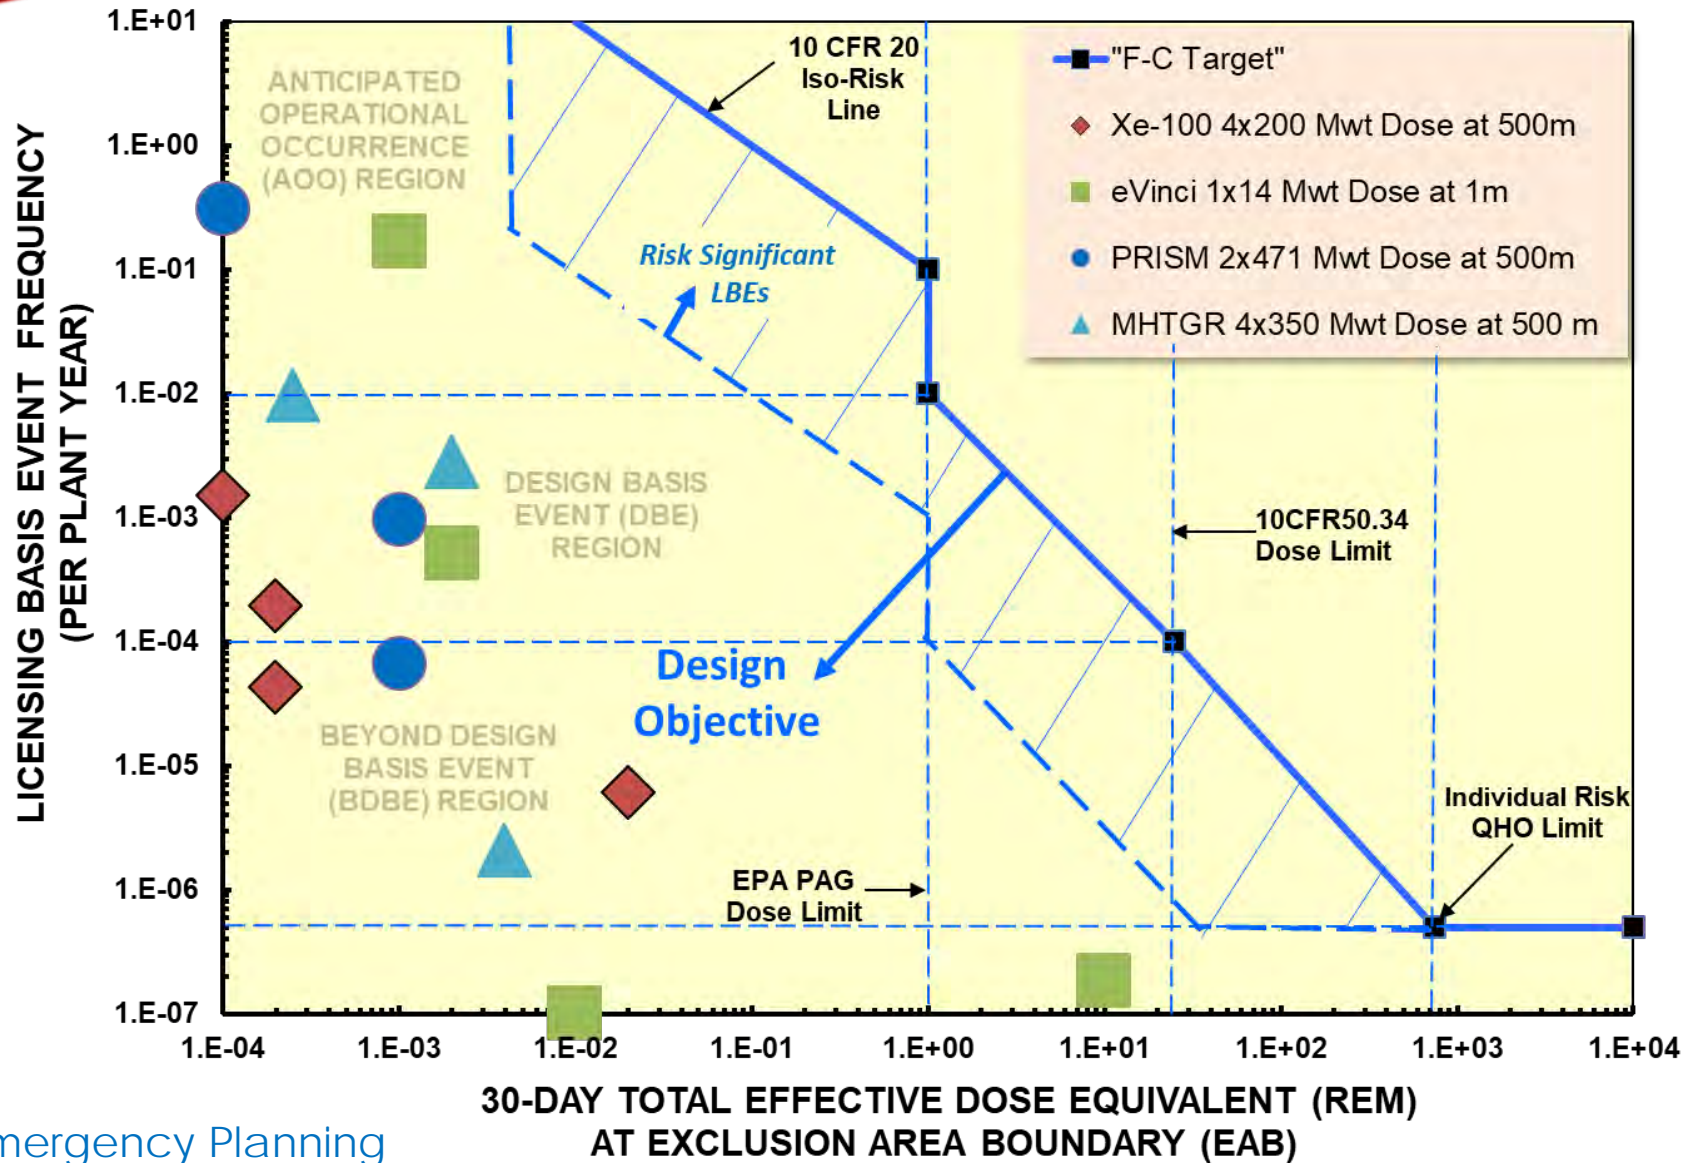 1.E+01
1.E+00
1.E-01
1.E-02
1.E-03
1.E-04
1.E-05
1.E-06
1.E-07
LICENSING BASIS EVENT FREQUENCY
(PER PLANT YEAR)
ANTICIPATED
OPERATIONAL
OCCURRENCE
(AOO) REGION
10 CFR 20
Iso-Risk
Line
"F-C Target"
Xe-100 4x200 Mwt Dose at 500m
eVinci 1x14 Mwt Dose at 1m
PRISM 2x471 Mwt Dose at 500m
MHTGR 4x350 Mwt Dose at 500 m
Risk Significant
LBEs
DESIGN BASIS
EVENT (DBE)
REGION
10CFR50.34
Dose Limit
Design
Objective
BEYOND DESIGN
BASIS EVENT
(BDBE) REGION
Individual Risk
QHO Limit
EPA PAG
Dose Limit
1.E-04
1.E-03
1.E-02
1.E-01
1.E+00
1.E+01
1.E+02
1.E+03
1.E+04
30-DAY TOTAL EFFECTIVE DOSE EQUIVALENT (REM)
AT EXCLUSION AREA BOUNDARY (EAB)
mergency Planning